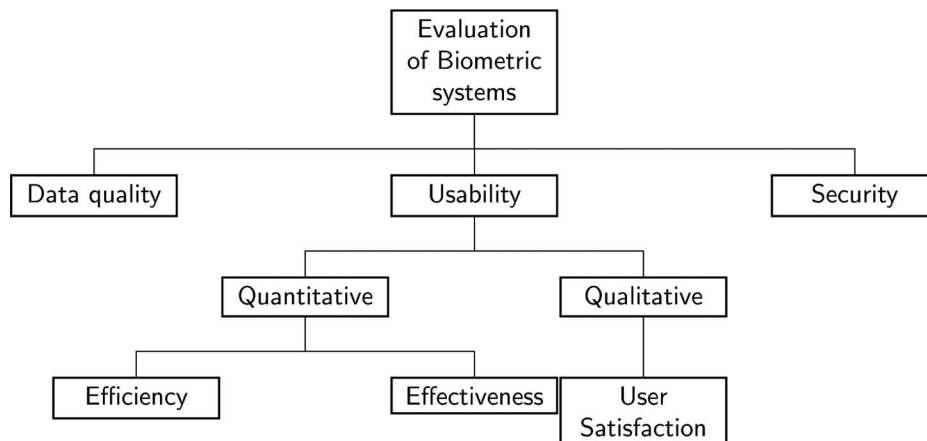 Evaluation
of Biometric
systems
Data quality
Usability
Security
Quantitative
Qualitative
Efficiency
Effectiveness
User
Satisfaction